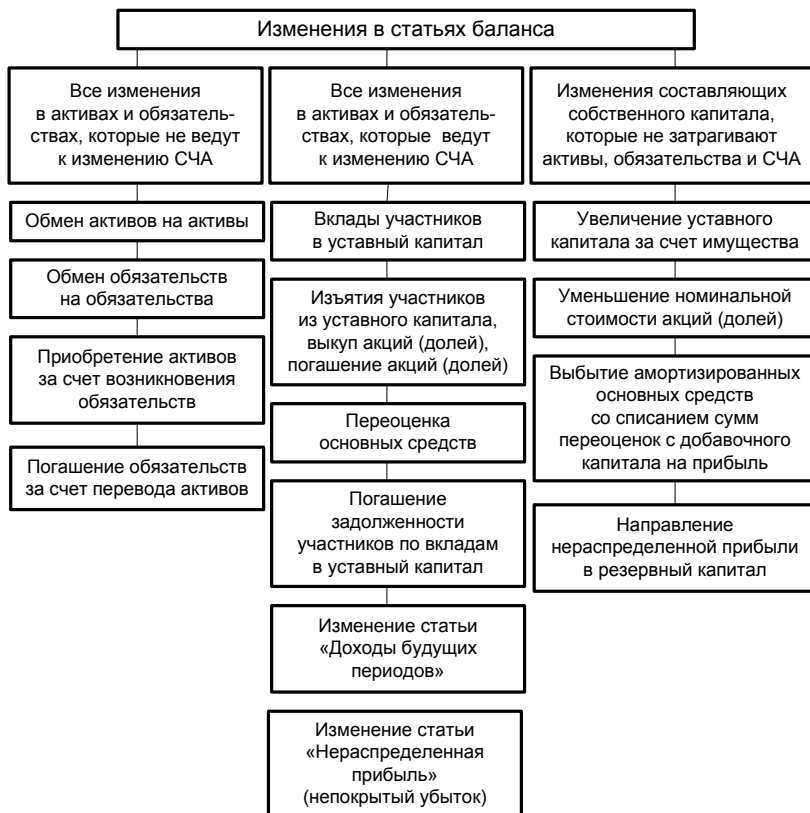 Изменения в статьях баланса
Все изменения
в активах и обязатель-
ствах, которые не ведут
к изменению СЧА
Обмен активов на активы
Обмен обязательств
на обязательства
Приобретение активов
за счет возникновения
обязательств
Погашение обязательств
за счет перевода активов
Все изменения
в активах и обязатель-
ствах, которые ведут
к изменению СЧА
Вклады участников
в уставный капитал
Изъятия участников
из уставного капитала,
выкуп акций (долей),
погашение акций (долей)
Переоценка
основных средств
Погашение
задолженности
участников по вкладам
в уставный капитал
Изменение статьи
«Доходы будущих
периодов»
Изменение статьи
«Нераспределенная
прибыль»
(непокрытый убыток)
Изменения составляющих
собственного капитала,
которые не затрагивают
активы, обязательства и СЧА
Увеличение уставного
капитала за счет имущества
Уменьшение номинальной
стоимости акций (долей)
Выбытие амортизированных
основных средств
со списанием сумм
переоценок с добавочного
капитала на прибыль
Направление
нераспределенной прибыли
в резервный капитал